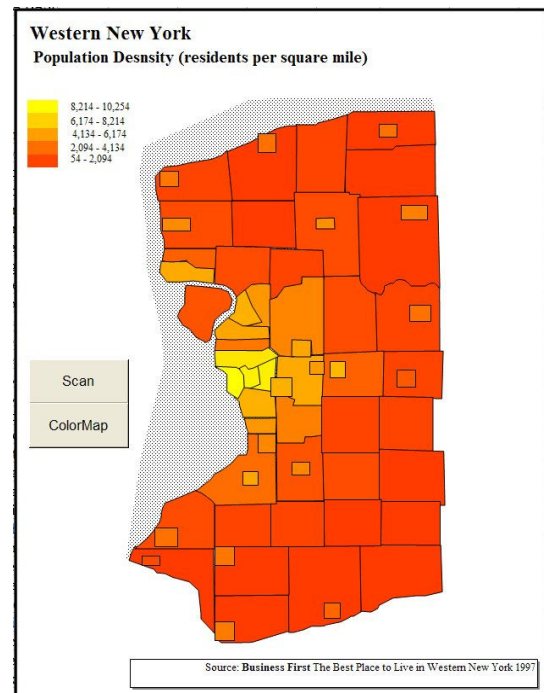 Western New York
Population Desnsity (residents per square mile)
8,214 - 10,254
6,174 - 8,214
4,134 - 6,174
2,094 - 4,134
54 - 2,094
Scan
ColorMap
Source: Business First The Best Place to Live in Western New York 1997